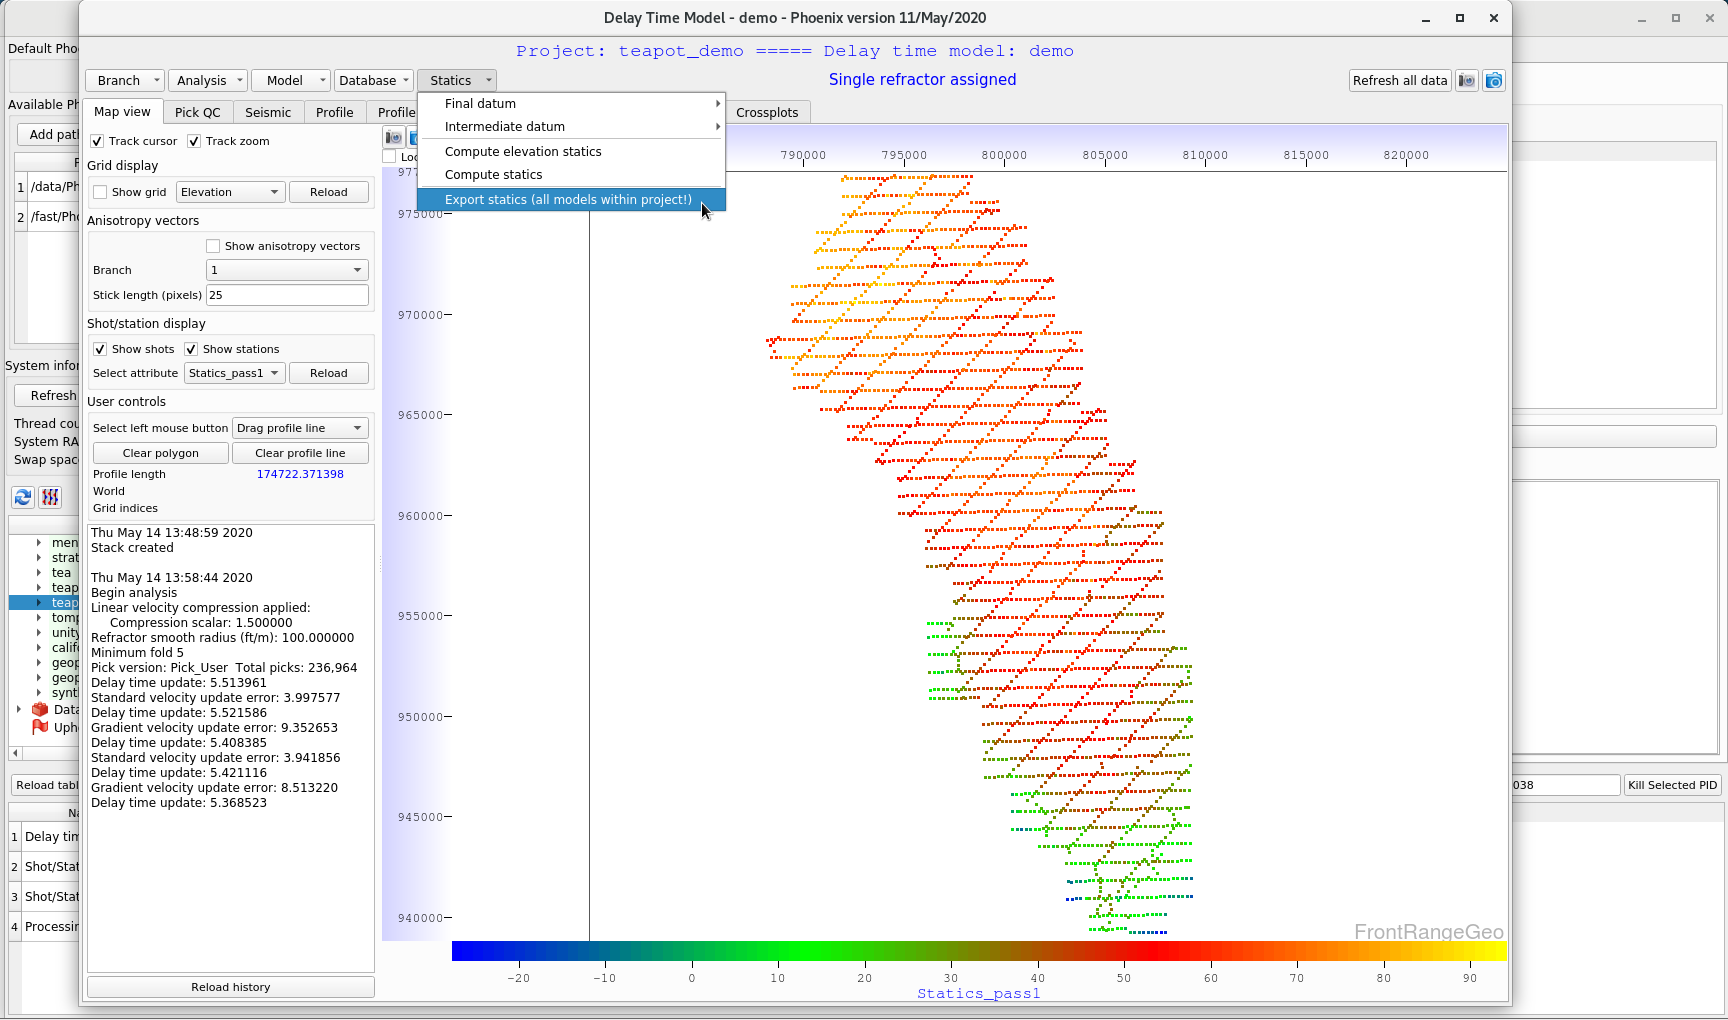 Delay Time Model - demo - Phoenix version 11/May/2020
Project: teapot_demo ===== Delay time model: demo
Branch Analysis Model Database Statics
Single refractor assigned
Refresh all data
Map view Pick QC Seismic Profile Profile Crossplots
Final datum
Intermediate datum
Compute elevation statics
Compute statics
Export statics (all models within project!)
Track cursor Track zoom
Grid display
Show grid Elevation Reload
Anisotropy vectors
Show anisotropy vectors
Branch 1
Stick length (pixels) 25
Shot/station display
Show shots Show stations
Select attribute Statics_pass1 Reload
User controls
Select left mouse button Drag profile line
Clear polygon Clear profile line
Profile length 174722.371398
World
Grid indices
Thu May 14 13:48:59 2020
Stack created
Thu May 14 13:58:44 2020
Begin analysis
Linear velocity compression applied:
Compression scalar: 1.500000
Refractor smooth radius (ft/m): 100.000000
Minimum fold 5
Pick version: Pick_User Total picks: 236,964
Delay time update: 5.513961
Standard velocity update error: 3.997577
Delay time update: 5.521586
Gradient velocity update error: 9.352653
Delay time update: 5.408385
Standard velocity update error: 3.941856
Delay time update: 5.421116
Gradient velocity update error: 8.513220
Delay time update: 5.368523
Reload history
Loc
790000 795000 800000 805000 810000 815000 820000
977
975000
970000
965000
960000
955000
950000
945000
940000
FrontRangeGeo
-20 -10 0 10 20 30 40 50 60 70 80 90
Statics_pass1
Default Pho
Available Ph
Add path
1 /data/Ph
2 /fast/Pho
System infor
Refresh
Thread cou
System RA
Swap spac
men
strat
tea
teap
teap
tomp
unity
calif
geop
geop
synt
Data
Upho
Reload tabl
Na
1 Delay tim
2 Shot/Stat
3 Shot/Stat
4 Processin
038
Kill Selected PID